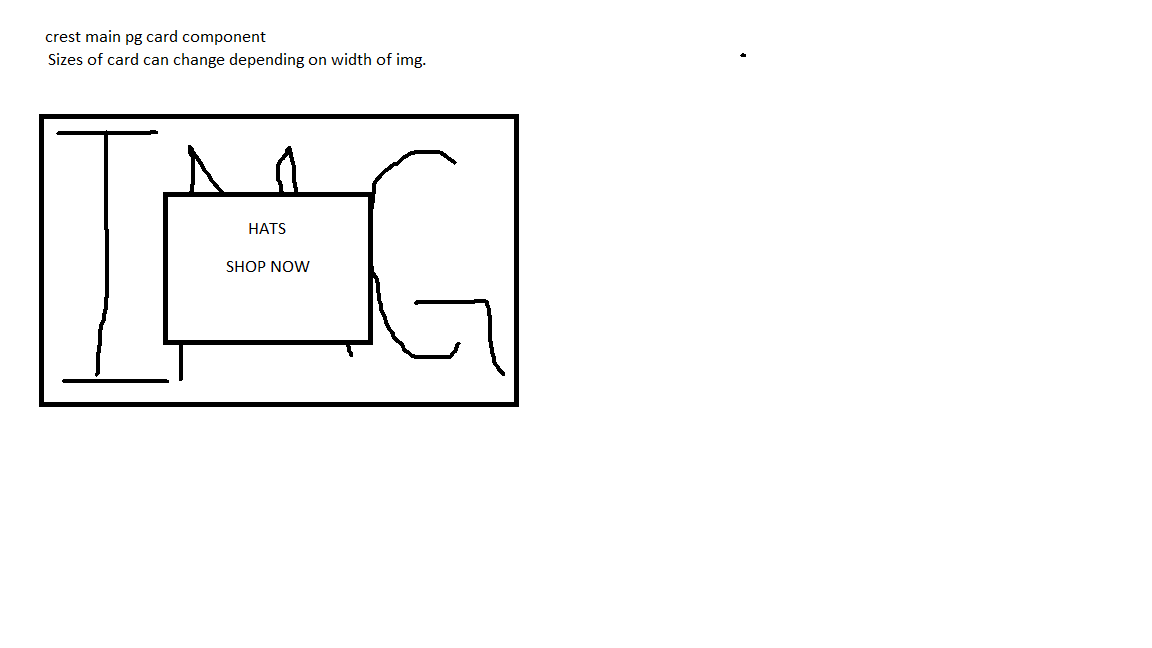 crest main pg card component
Sizes of card can change depending on width of img.
IMG
HATS
SHOP NOW